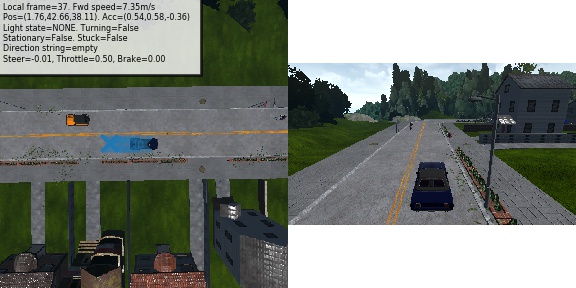 Local frame=37. Fwd speed=7.35m/s
Pos=(1.76,42.66,38.11). Acc=(0.54,0.58,-0.36)
Light state=NONE. Turning=False
Stationary=False. Stuck=False
Direction string=empty
Steer=-0.01, Throttle=0.50, Brake=0.00